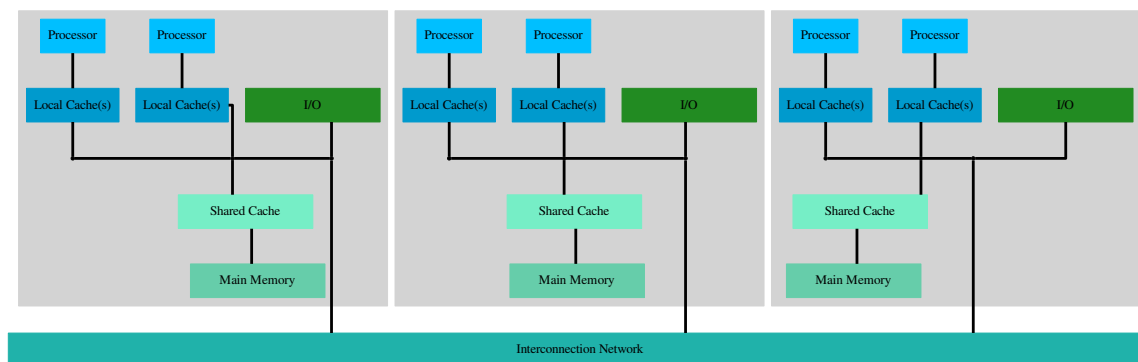 Processor
Processor
Processor
Processor
Processor
Processor
Local Cache(s)
Local Cache(s)
I/O
Local Cache(s)
Local Cache(s)
I/O
Local Cache(s)
Local Cache(s)
I/O
Shared Cache
Shared Cache
Shared Cache
Main Memory
Main Memory
Main Memory
Interconnection Network